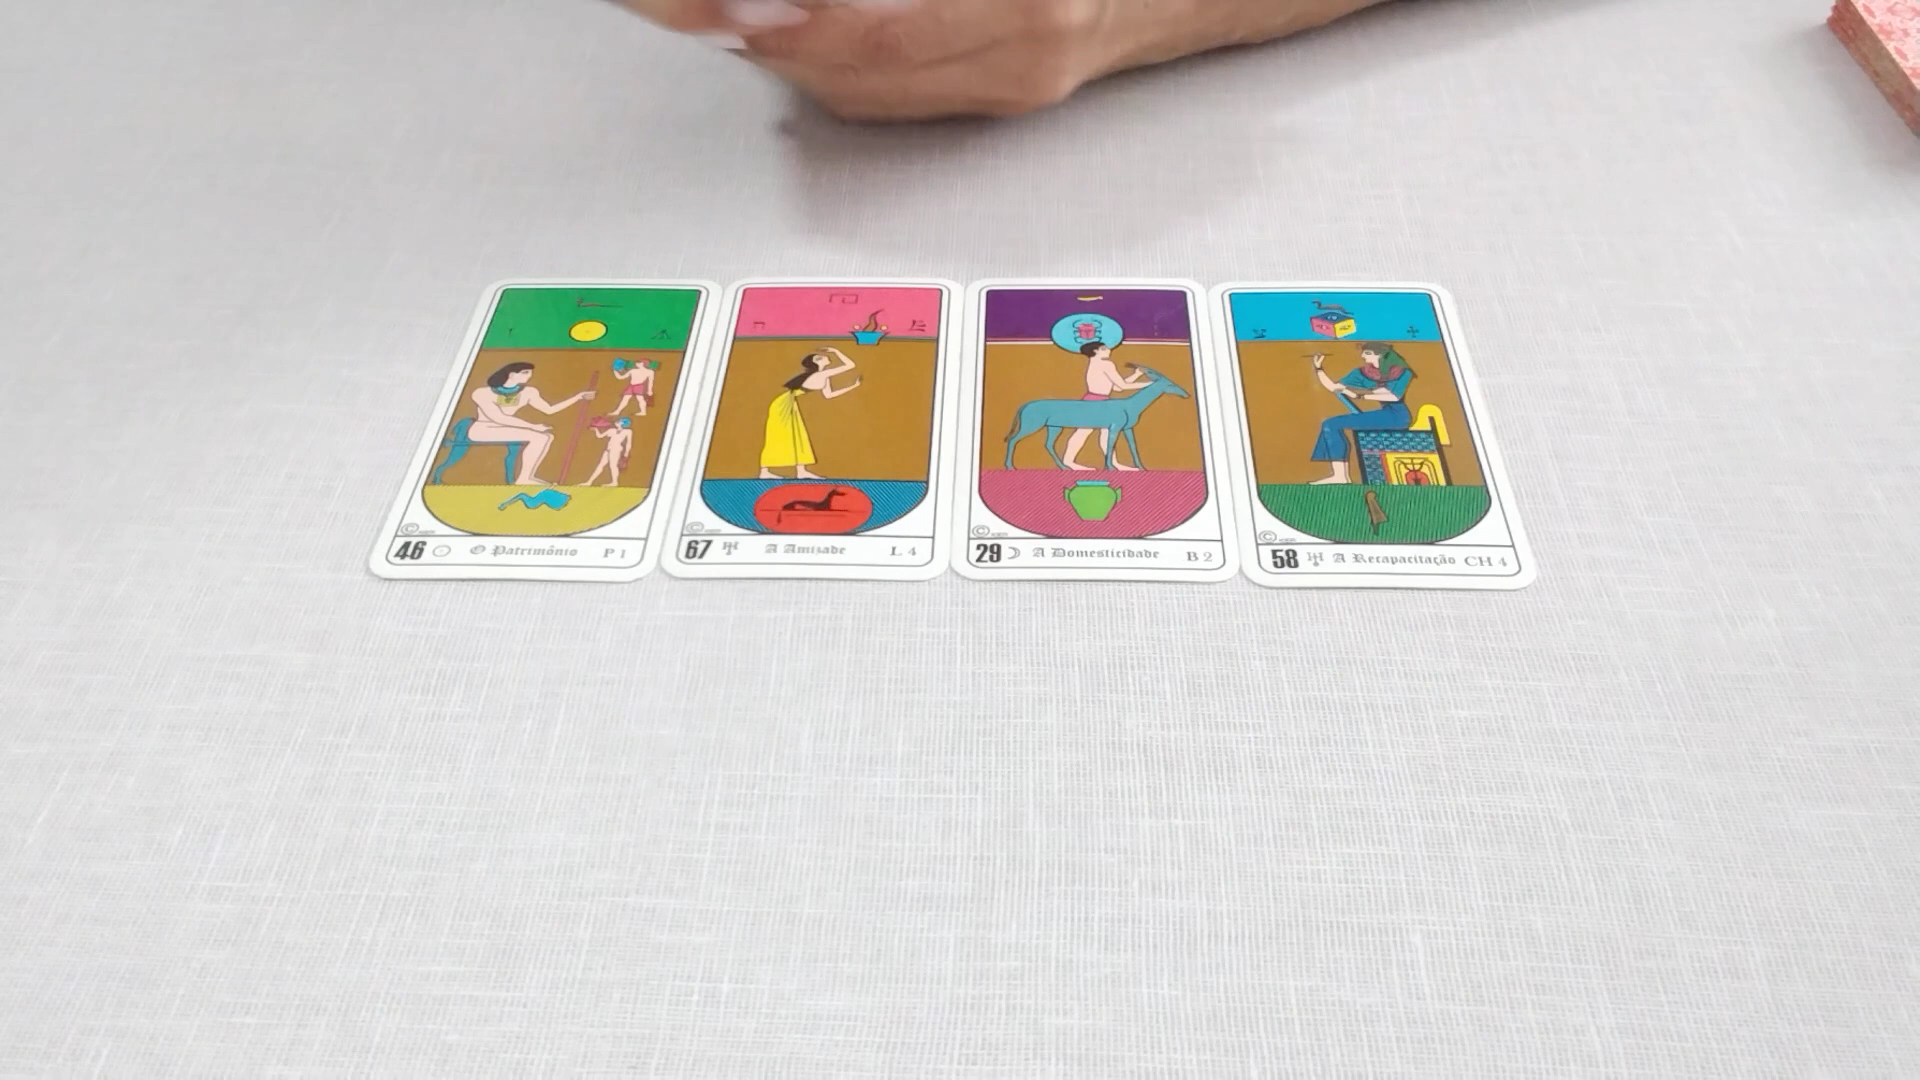 46 O Patrimônio P 1
67 A Amizade L 4
29 A Domesticidade B 2
58 A Recapacitação CH 4